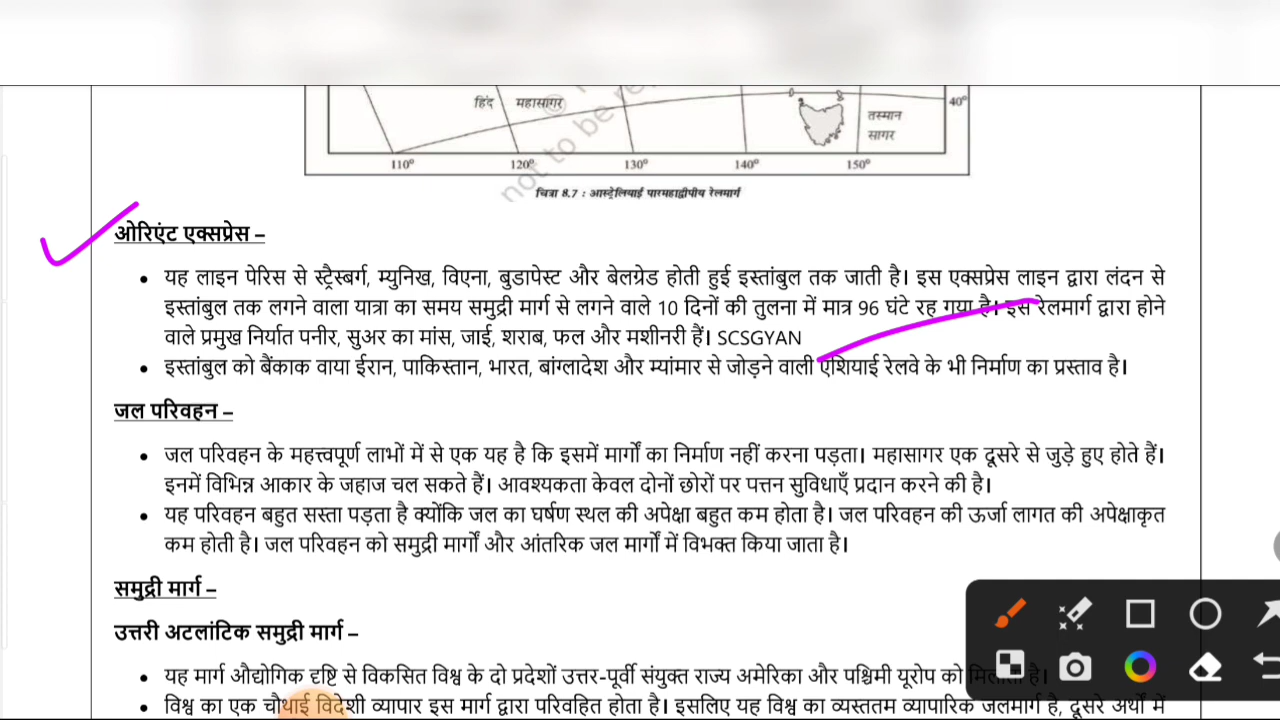 हिंद महासागर
40°
तस्मान
सागर
110° 120° 130° 140° 150°
not to be re
चित्रा 8.7 : आस्ट्रेलियाई पारमहाद्वीपीय रेलमार्ग
ओरिएंट एक्सप्रेस –
• यह लाइन पेरिस से स्ट्रैस्बर्ग, म्युनिख, विएना, बुडापेस्ट और बेलग्रेड होती हुई इस्तांबुल तक जाती है। इस एक्सप्रेस लाइन द्वारा लंदन से
इस्तांबुल तक लगने वाला यात्रा का समय समुद्री मार्ग से लगने वाले 10 दिनों की तुलना में मात्र 96 घंटे रह गया है। इस रेलमार्ग द्वारा होने
वाले प्रमुख निर्यात पनीर, सुअर का मांस, जाई, शराब, फल और मशीनरी हैं। SCSGYAN
• इस्तांबुल को बैंकाक वाया ईरान, पाकिस्तान, भारत, बांग्लादेश और म्यांमार से जोड़ने वाली एशियाई रेलवे के भी निर्माण का प्रस्ताव है।
जल परिवहन –
• जल परिवहन के महत्त्वपूर्ण लाभों में से एक यह है कि इसमें मार्गों का निर्माण नहीं करना पड़ता। महासागर एक दूसरे से जुड़े हुए होते हैं।
इनमें विभिन्न आकार के जहाज चल सकते हैं। आवश्यकता केवल दोनों छोरों पर पत्तन सुविधाएँ प्रदान करने की है।
• यह परिवहन बहुत सस्ता पड़ता है क्योंकि जल का घर्षण स्थल की अपेक्षा बहुत कम होता है। जल परिवहन की ऊर्जा लागत की अपेक्षाकृत
कम होती है। जल परिवहन को समुद्री मार्गों और आंतरिक जल मार्गों में विभक्त किया जाता है।
समुद्री मार्ग –
उत्तरी अटलांटिक समुद्री मार्ग –
• यह मार्ग औद्योगिक दृष्टि से विकसित विश्व के दो प्रदेशों उत्तर-पूर्वी संयुक्त राज्य अमेरिका और पश्चिमी यूरोप को मिलाता है।
• विश्व का एक चौथाई विदेशी व्यापार इस मार्ग द्वारा परिवहित होता है। इसलिए यह विश्व का व्यस्ततम व्यापारिक जलमार्ग है, दूसरे अर्थों में